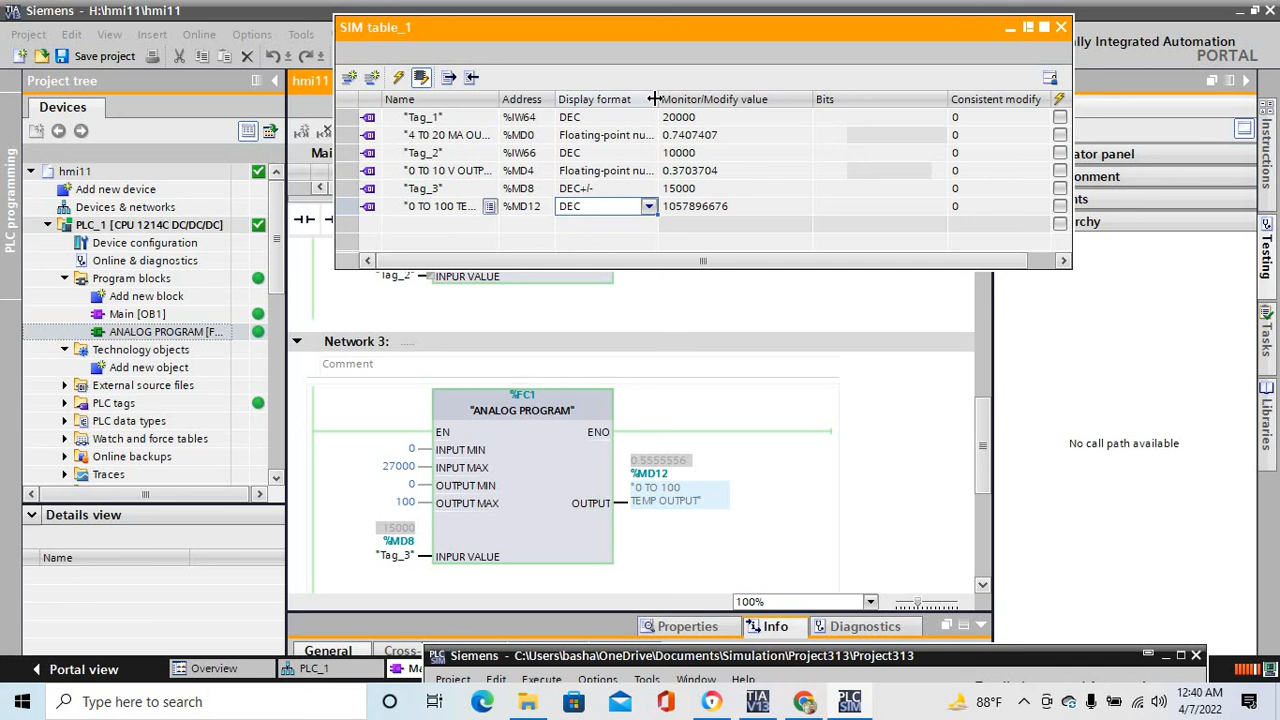 Siemens - H:\hmi11\hmi11
Project Edit View Insert Online Options Tools
Save project
Totally Integrated Automation
PORTAL
SIM table_1
Project tree
hmi11
Devices
Name Address Display format Monitor/Modify value Bits Consistent modify
"Tag_1" %IW64 DEC 20000 0
"4 TO 20 MA OU... %MD0 Floating-point nu... 0.7407407 0
"Tag_2" %IW66 DEC 10000 0
"0 TO 10 V OUTP... %MD4 Floating-point nu... 0.3703704 0
"Tag_3" %MD8 DEC+/- 15000 0
"0 TO 100 TE... %MD12 DEC 1057896676 0
hmi11
Add new device
Devices & networks
PLC_1 [CPU 1214C DC/DC/DC]
Device configuration
Online & diagnostics
Program blocks
Add new block
Main [OB1]
ANALOG PROGRAM [F...
Technology objects
Add new object
External source files
PLC tags
PLC data types
Watch and force tables
Online backups
Traces
Details view
Name
PLC programming
"Tag_2" INPUR VALUE
Network 3: .....
Comment
%FC1
"ANALOG PROGRAM"
EN ENO
0 INPUT MIN
27000 INPUT MAX
0 OUTPUT MIN
100 OUTPUT MAX OUTPUT
0.5555556
%MD12
"0 TO 100
TEMP OUTPUT"
15000
%MD8
"Tag_3" INPUR VALUE
100%
Properties Info Diagnostics
General Cross-
No call path available
Testing
Tasks
Libraries
Portal view Overview PLC_1
Siemens - C:\Users\basha\OneDrive\Documents\Simulation\Project313\Project313
Project Edit Execute Options Tools Window Help
Type here to search
88°F
12:40 AM
4/7/2022